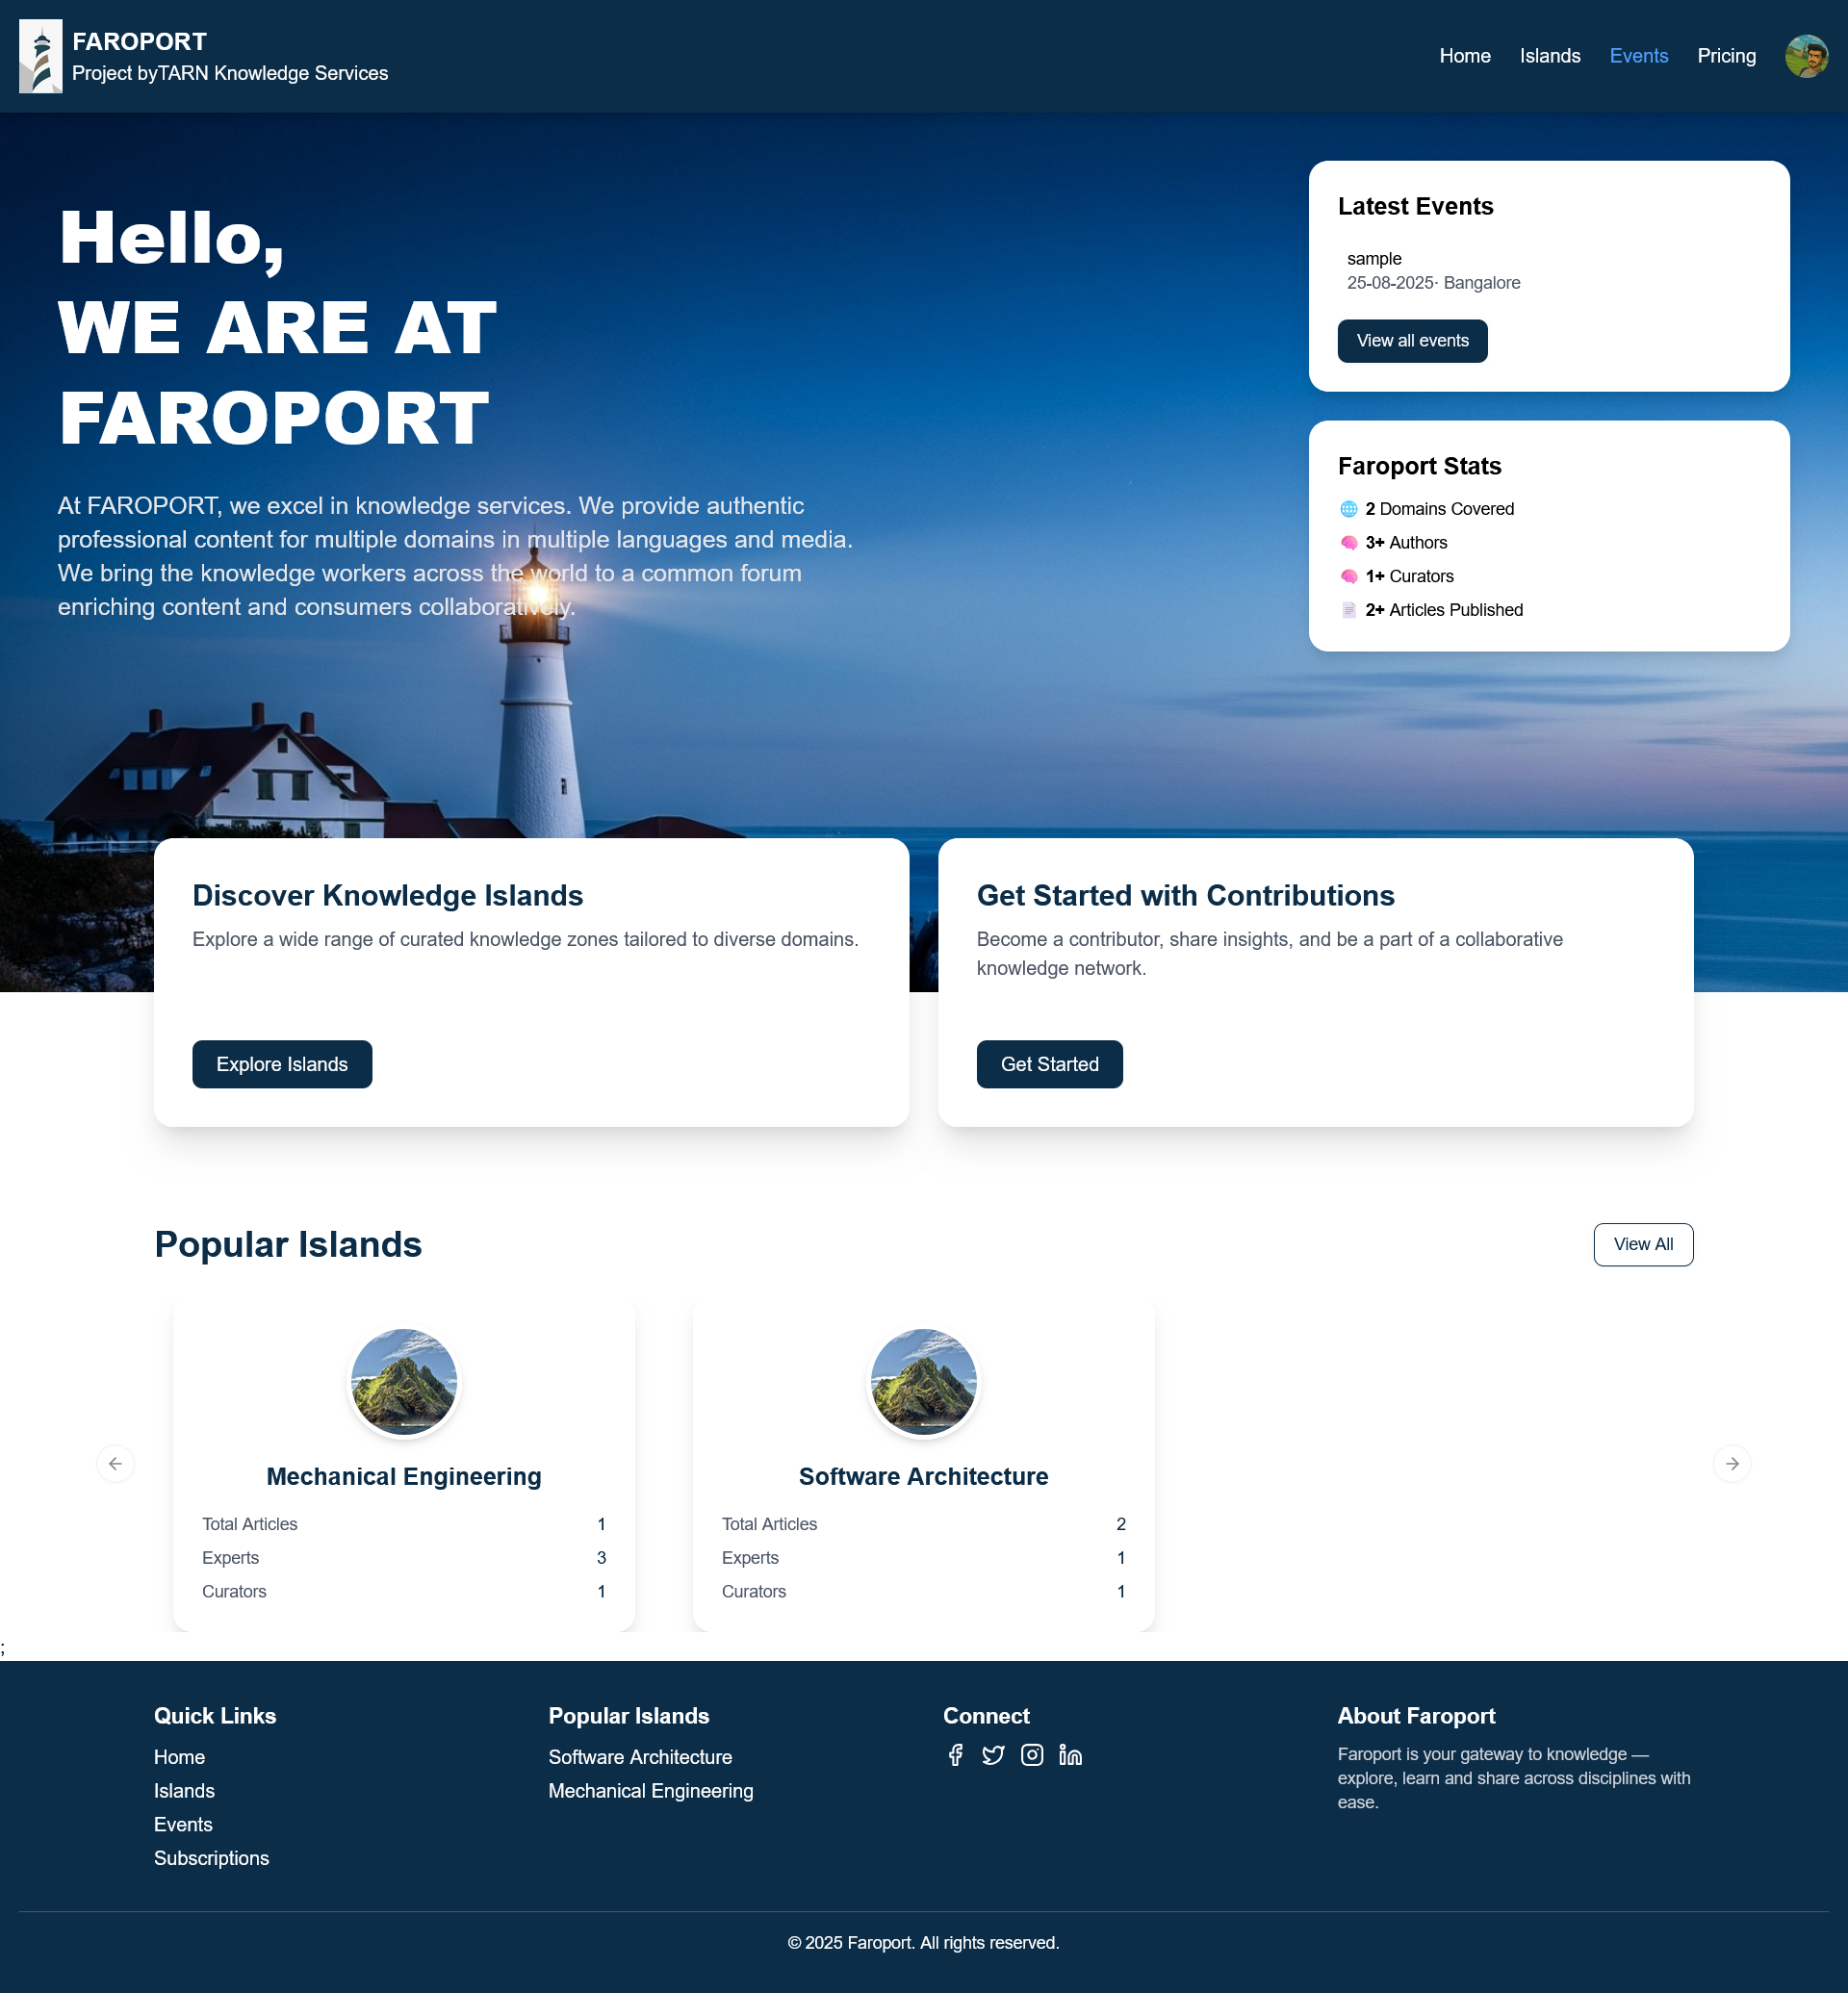 FAROPORT
Project byTARN Knowledge Services
Home
Islands
Events
Pricing
Hello,
WE ARE AT
FAROPORT
At FAROPORT, we excel in knowledge services. We provide authentic
professional content for multiple domains in multiple languages and media.
We bring the knowledge workers across the world to a common forum
enriching content and consumers collaboratively.
Latest Events
sample
25-08-2025· Bangalore
View all events
Faroport Stats
2 Domains Covered
3+ Authors
1+ Curators
2+ Articles Published
Discover Knowledge Islands
Explore a wide range of curated knowledge zones tailored to diverse domains.
Explore Islands
Get Started with Contributions
Become a contributor, share insights, and be a part of a collaborative
knowledge network.
Get Started
Popular Islands
View All
Mechanical Engineering
Total Articles 1
Experts 3
Curators 1
Software Architecture
Total Articles 2
Experts 1
Curators 1
;
Quick Links
Home
Islands
Events
Subscriptions
Popular Islands
Software Architecture
Mechanical Engineering
Connect
About Faroport
Faroport is your gateway to knowledge —
explore, learn and share across disciplines with
ease.
© 2025 Faroport. All rights reserved.